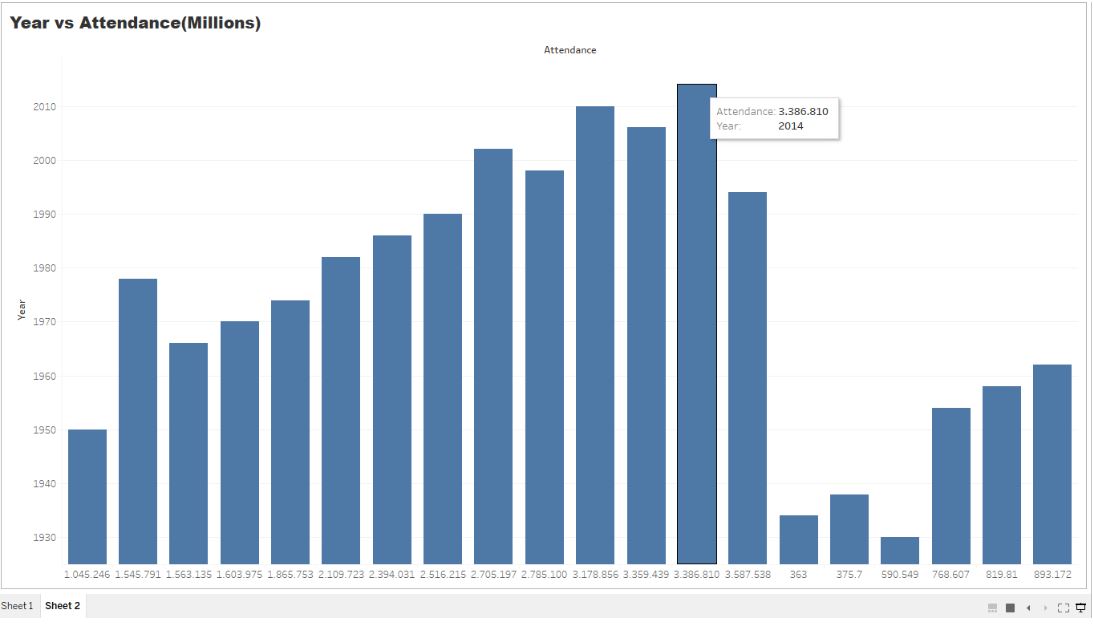 Year vs Attendance(Millions)
Attendance
2010
2000
1990
1980
1970
1960
1950
1940
1930
Year
Attendance: 3.386.810
Year: 2014
1.045.246 1.545.791 1.563.135 1.603.975 1.865.753 2.109.723 2.394.031 2.516.215 2.705.197 2.785.100 3.178.856 3.359.439 3.386.810 3.587.538 363 375.7 590.549 768.607 819.81 893.172
Sheet 1 Sheet 2